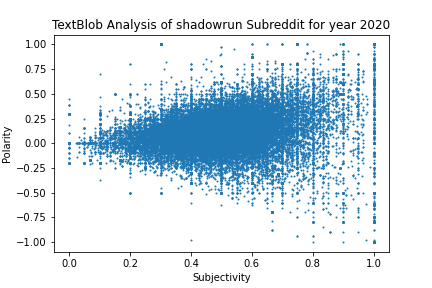 TextBlob Analysis of shadowrun Subreddit for year 2020
1.00
0.75
0.50
0.25
0.00
−0.25
−0.50
−0.75
−1.00
Polarity
0.0 0.2 0.4 0.6 0.8 1.0
Subjectivity